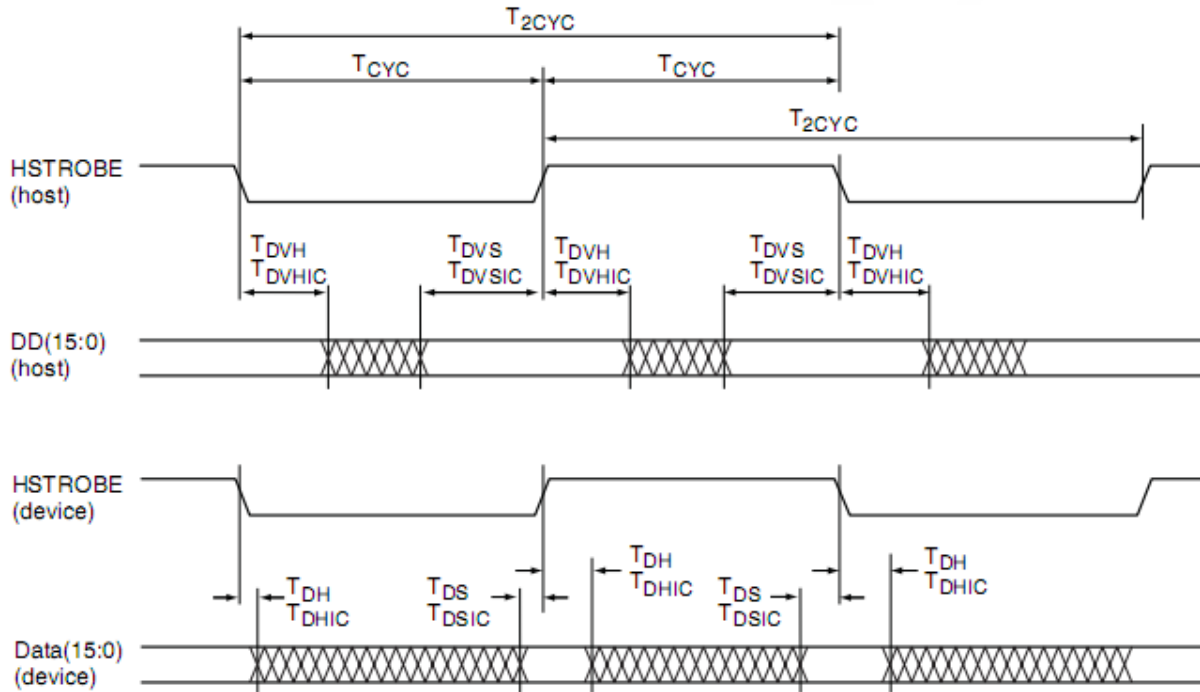 T2CYC
TCYC TCYC
T2CYC
HSTROBE
(host)
TDVH TDVS TDVH TDVS TDVH
TDVHIC TDVSIC TDVHIC TDVSIC TDVHIC
DD(15:0)
(host)
HSTROBE
(device)
TDH TDH
TDHIC TDHIC
TDH TDS TDS
TDHIC TDSIC TDSIC
Data(15:0)
(device)